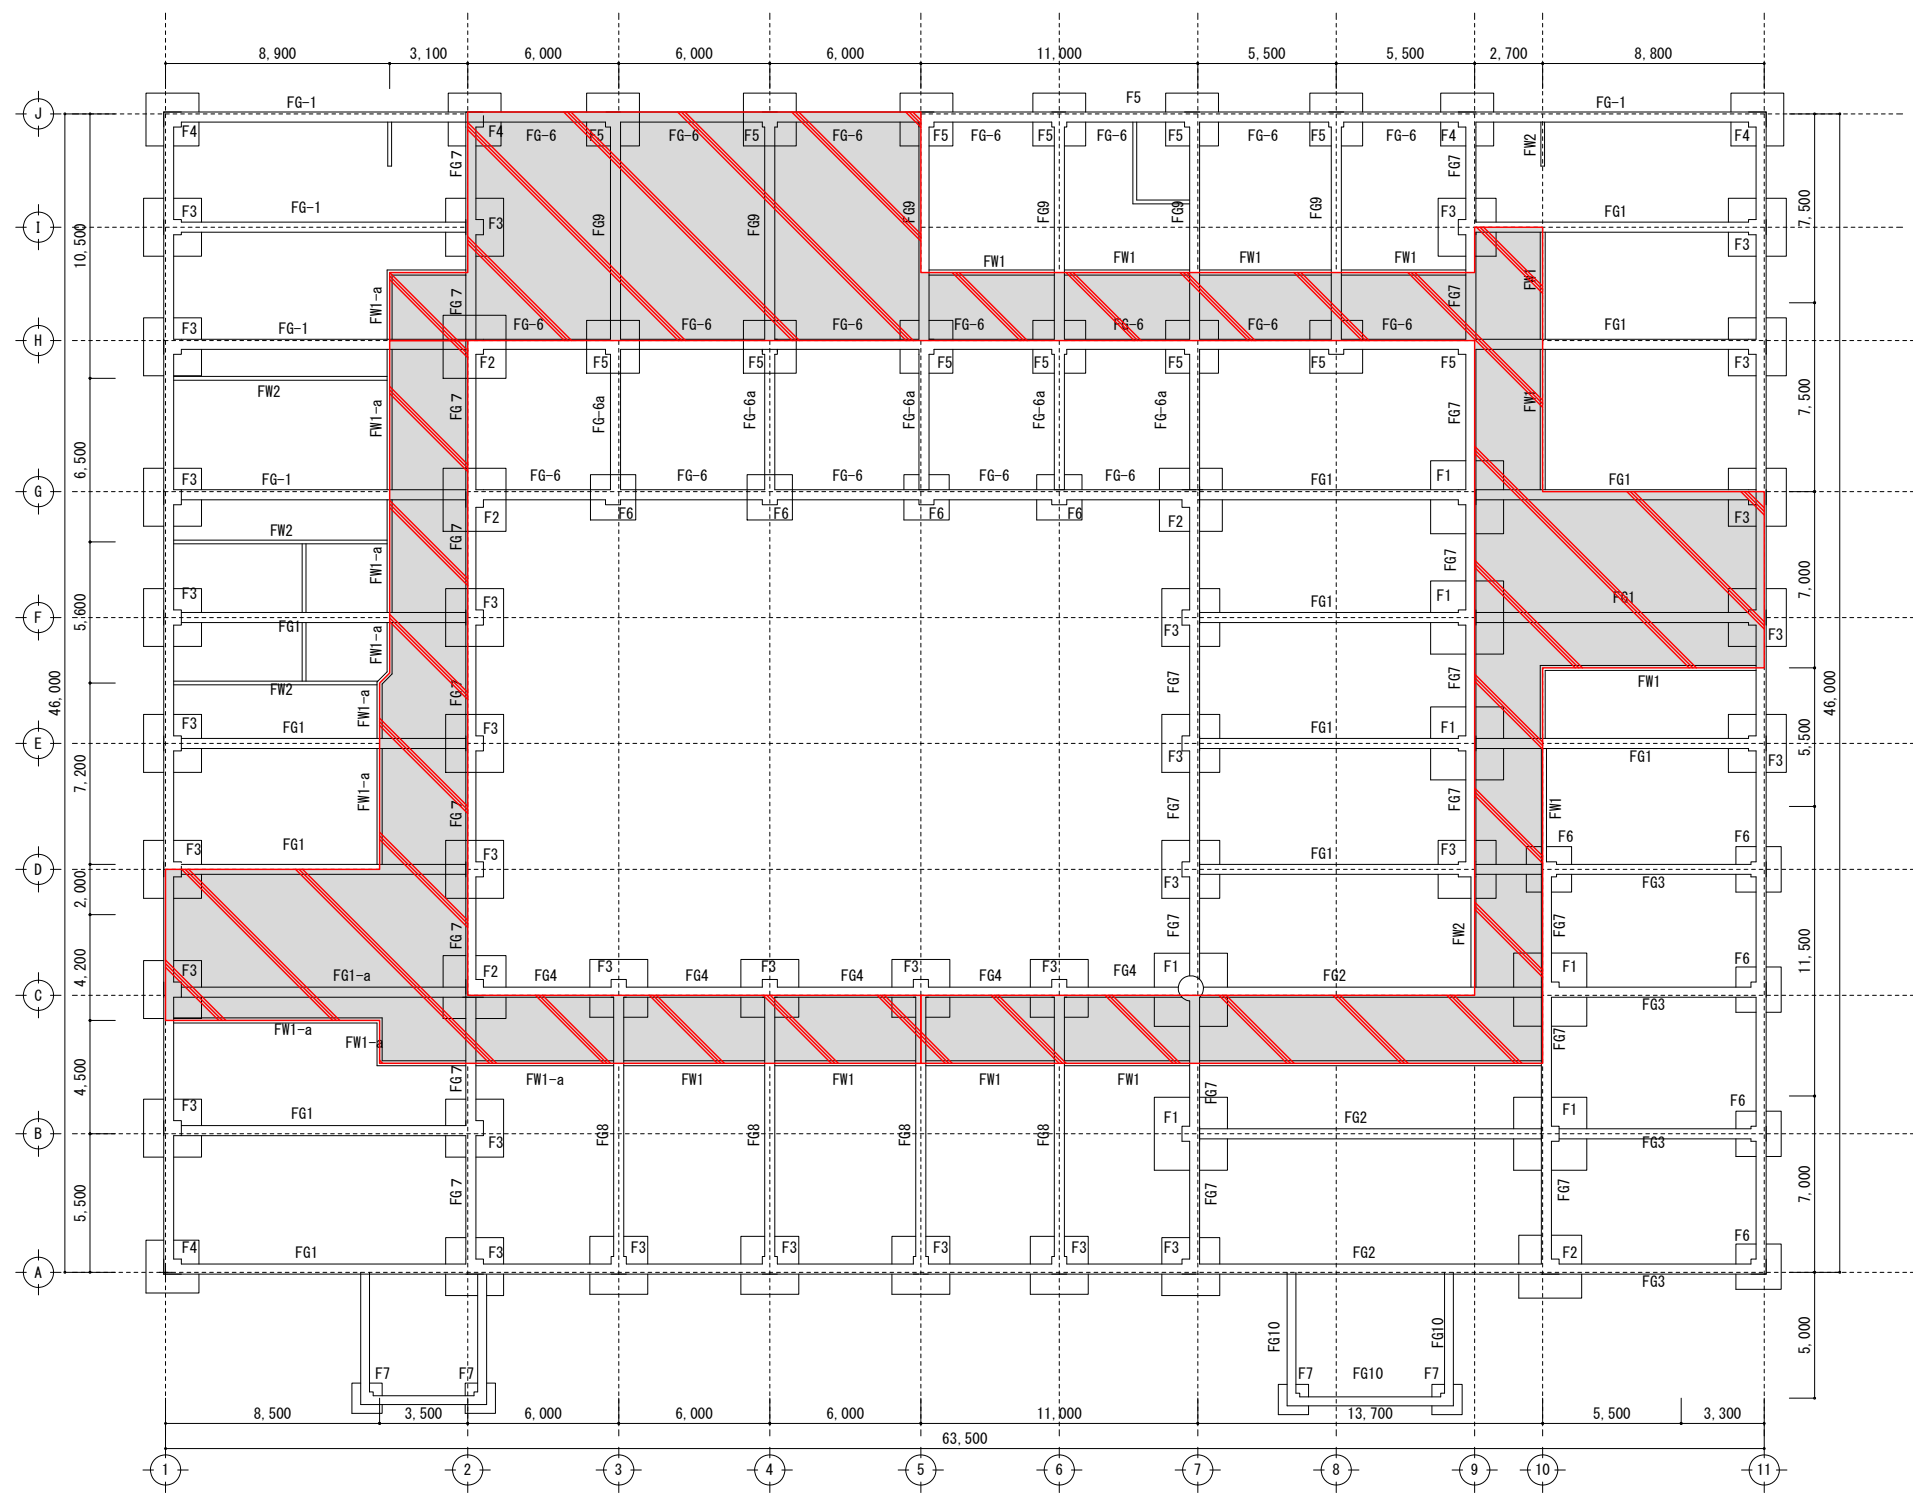 8,900 3,100 6,000 6,000 6,000 11,000 5,500 5,500 2,700 8,800
FG-1 F5 FG-1
J F4 F4 FG-6 F5 FG-6 F5 FG-6 F5 FG-6 F5 FG-6 F5 FG-6 F5 FG-6 F4 F4
FG7 FG7 FW2
F3 FG-1 F3 FG9 FG9 FG9 FG9 FG9 FG9 F3 FG1 7,500
I F3
10,500
FW1 FW1 FW1 FW1 FW1
FW1-a FG7 FG7
F3 FG-1 FG-6 FG-6 FG-6 FG-6 FG-6 FG-6 FG-6 FG1
H F2 F5 F5 F5 F5 F5 F5 F5 F3
FW2
FW1-a FG7 FG-6a FG-6a FG-6a FG-6a FG-6a FG7 FW1 7,500
6,500
F3 FG-1 FG-6 FG-6 FG-6 FG-6 FG-6 FG1 F1 FG1
G
F2 F6 F6 F6 F6 F2 F3
FW2
FW1-a FG7 FG7 7,000
F3 F3 FG1 F1 FG1
F 5,600
FG1 FW1-a F3 F3
46,000 FW2 FW1-a FG7 FG7 FG7 FW1 46,000
F3 FG1 F3 FG1 F1 5,500
E F3 FG1 F3
7,200 FW1-a FG7 FG7 FG7 FW1
F3 FG1 F3 FG1 F3 F6 F6
D F3 FG3
2,000
FG7 FG7 FW2 FG7
4,200 F3 FG1-a F2 FG4 F3 FG4 F3 FG4 F3 FG4 F3 FG4 F1 FG2 F1 F6 11,500
C FG3
FW1-a FW1-a FG7
4,500 FG7 FW1-a FW1 FW1 FW1 FW1 FG7
F3 FG1 F1 FG2 F1 F6
B F3 FG8 FG8 FG8 FG8 FG3
5,500 FG7 FG7 FG7 7,000
F4 FG1 F3 F3 F3 F3 F3 F3 FG2 F2 F6
A FG3
FG10 FG10 5,000
F7 F7 F7 FG10 F7
8,500 3,500 6,000 6,000 6,000 11,000 13,700 5,500 3,300
63,500
1 2 3 4 5 6 7 8 9 10 11